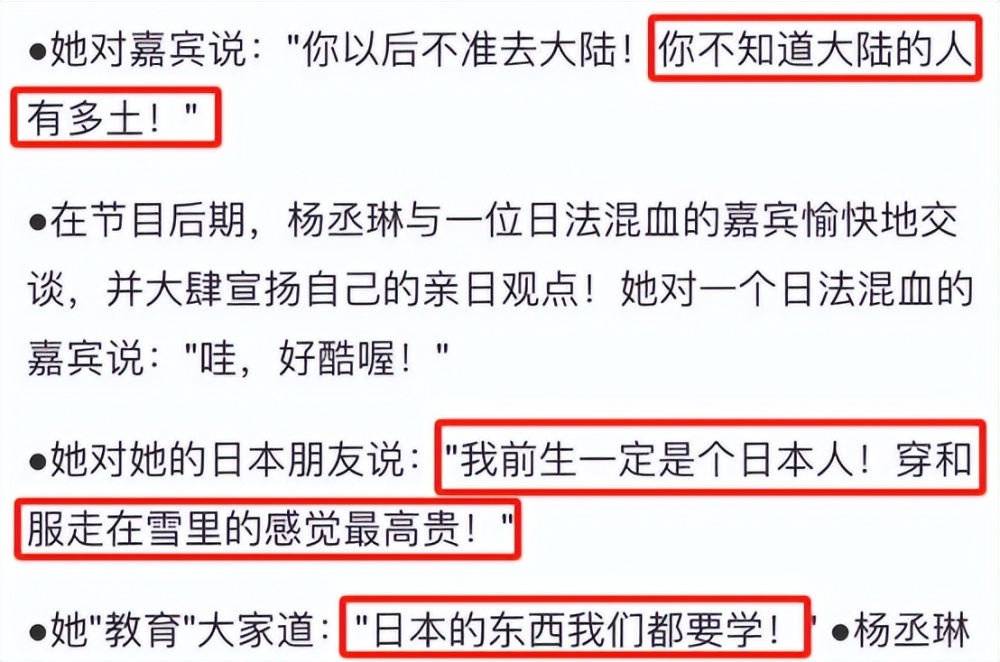 ●她对嘉宾说："你以后不准去大陆！你不知道大陆的人
有多土！"
●在节目后期，杨丞琳与一位日法混血的嘉宾愉快地交
谈，并大肆宣扬自己的亲日观点！她对一个日法混血的
嘉宾说："哇，好酷喔！"
●她对她的日本朋友说："我前生一定是个日本人！穿和
服走在雪里的感觉最高贵！"
●她"教育"大家道："日本的东西我们都要学！" ●杨丞琳